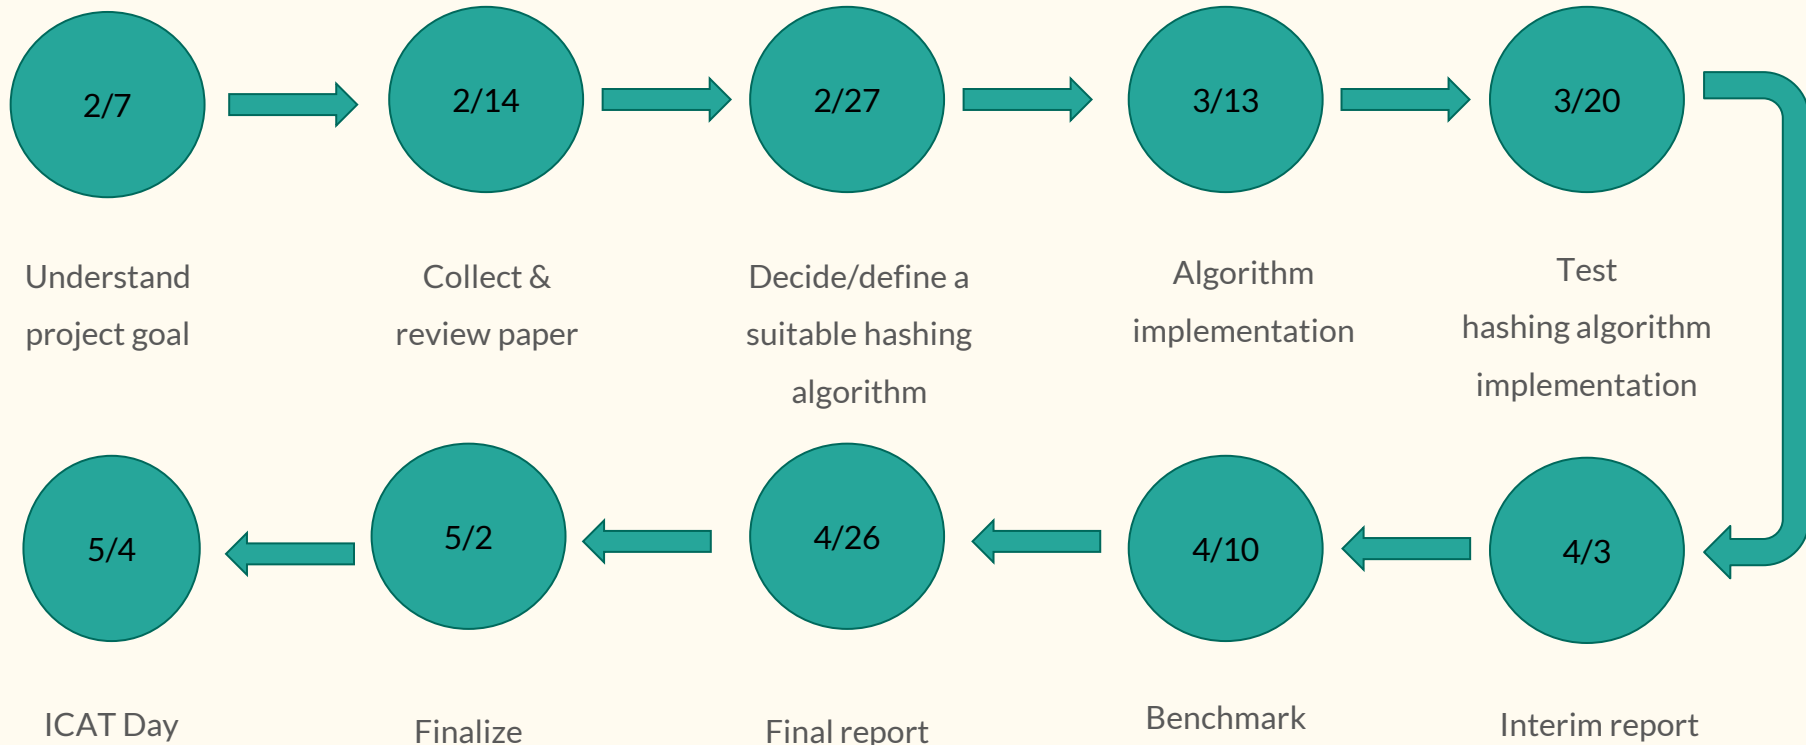 2/7
2/14
2/27
3/13
3/20
Understand
project goal
Collect &
review paper
Decide/define a
suitable hashing
algorithm
Algorithm
implementation
Test
hashing algorithm
implementation
5/4
5/2
4/26
4/10
4/3
ICAT Day
Finalize
Final report
Benchmark
Interim report